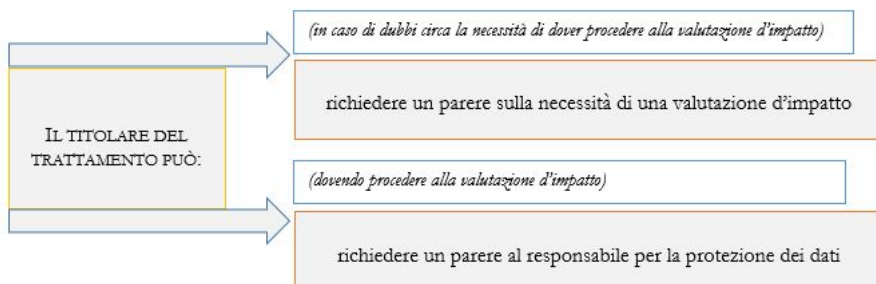 IL TITOLARE DEL
TRATTAMENTO PUÒ:
(in caso di dubbi circa la necessità di dover procedere alla valutazione d'impatto)
richiedere un parere sulla necessità di una valutazione d'impatto
(dovendo procedere alla valutazione d'impatto)
richiedere un parere al responsabile per la protezione dei dati